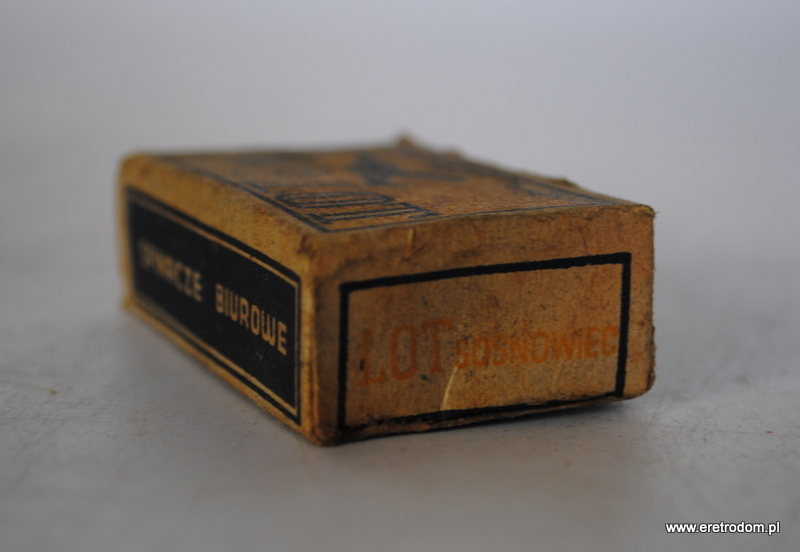 SPINACZE BIUROWE
LOT SOSNOWIEC
www.eretrodom.pl